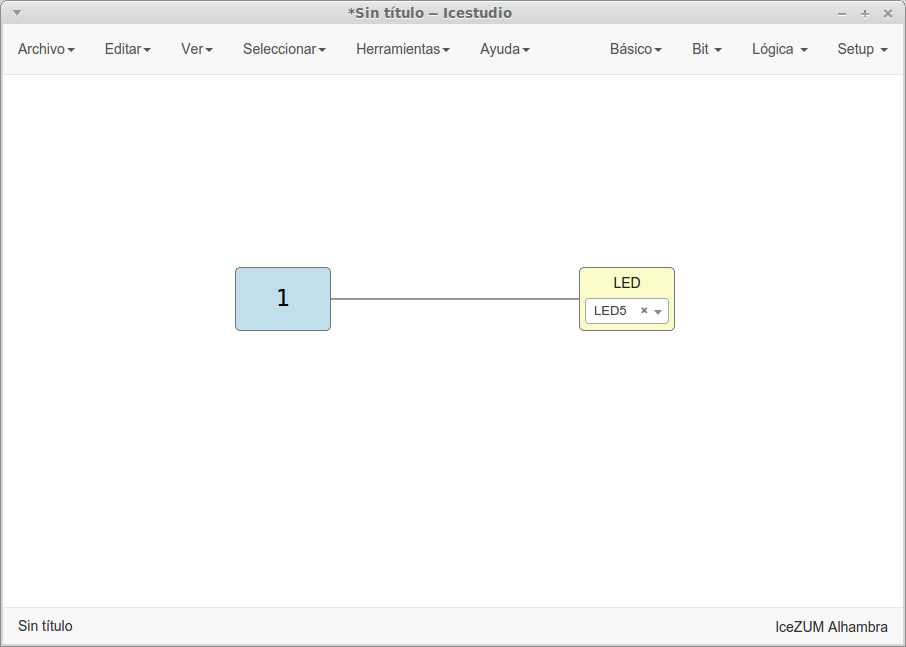 *Sin título – Icestudio
Archivo Editar Ver Seleccionar Herramientas Ayuda Básico Bit Lógica Setup
1
LED
LED5
Sin título
IceZUM Alhambra